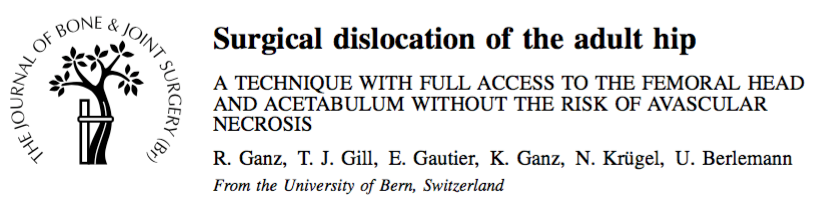 THE JOURNAL OF BONE & JOINT SURGERY (Br)
Surgical dislocation of the adult hip
A TECHNIQUE WITH FULL ACCESS TO THE FEMORAL HEAD
AND ACETABULUM WITHOUT THE RISK OF AVASCULAR
NECROSIS
R. Ganz, T. J. Gill, E. Gautier, K. Ganz, N. Krügel, U. Berlemann
From the University of Bern, Switzerland